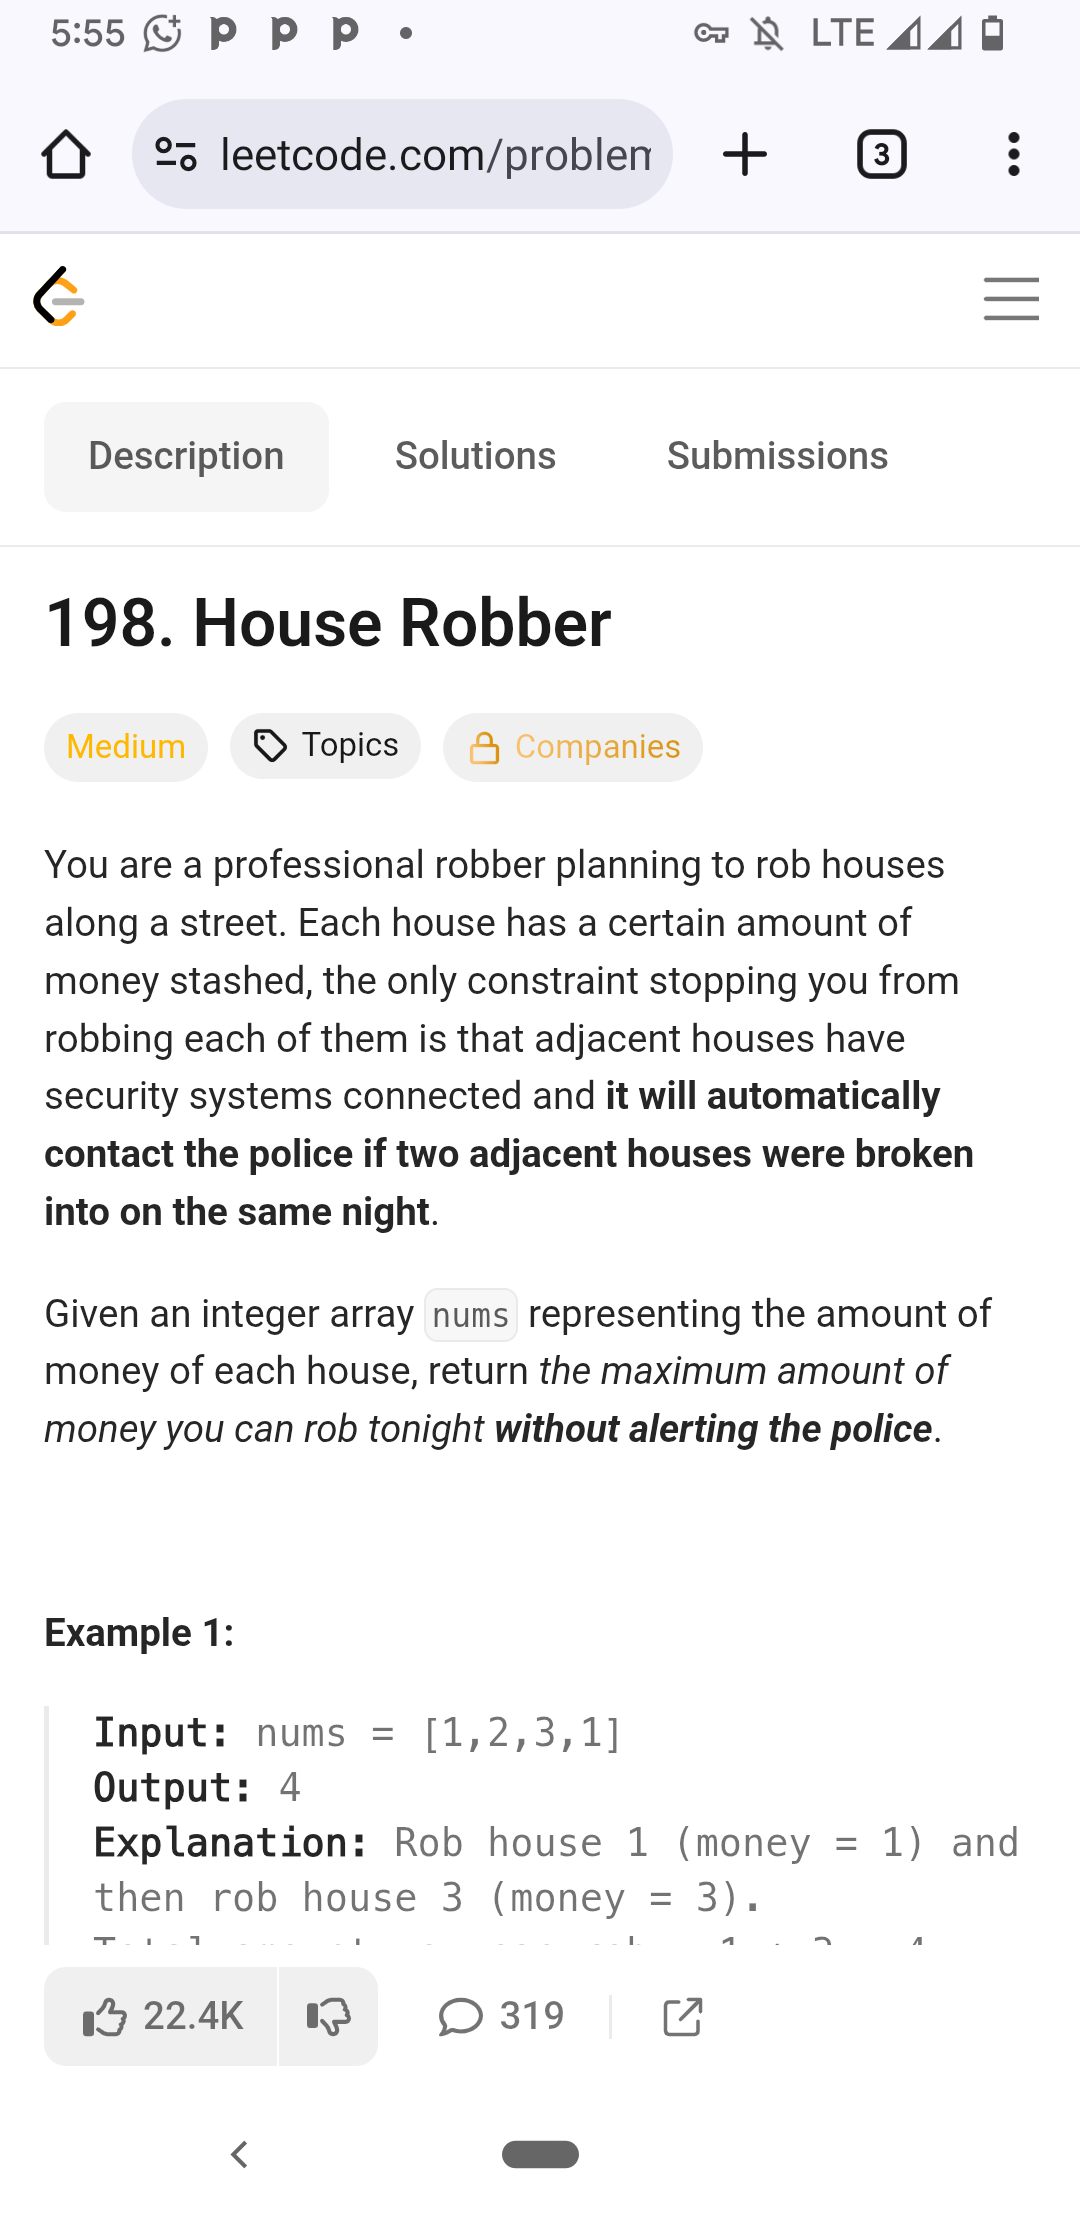 5:55
LTE
leetcode.com/problem
3
Description Solutions Submissions
198. House Robber
Medium Topics Companies
You are a professional robber planning to rob houses
along a street. Each house has a certain amount of
money stashed, the only constraint stopping you from
robbing each of them is that adjacent houses have
security systems connected and it will automatically
contact the police if two adjacent houses were broken
into on the same night.
Given an integer array nums representing the amount of
money of each house, return the maximum amount of
money you can rob tonight without alerting the police.
Example 1:
Input: nums = [1,2,3,1]
Output: 4
Explanation: Rob house 1 (money = 1) and
then rob house 3 (money = 3).
22.4K 319